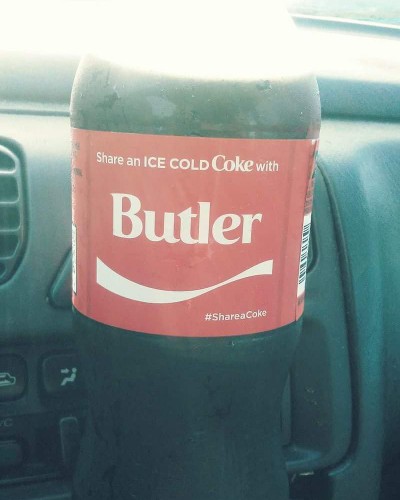 Share an ICE COLD Coke with
Butler
#ShareaCoke